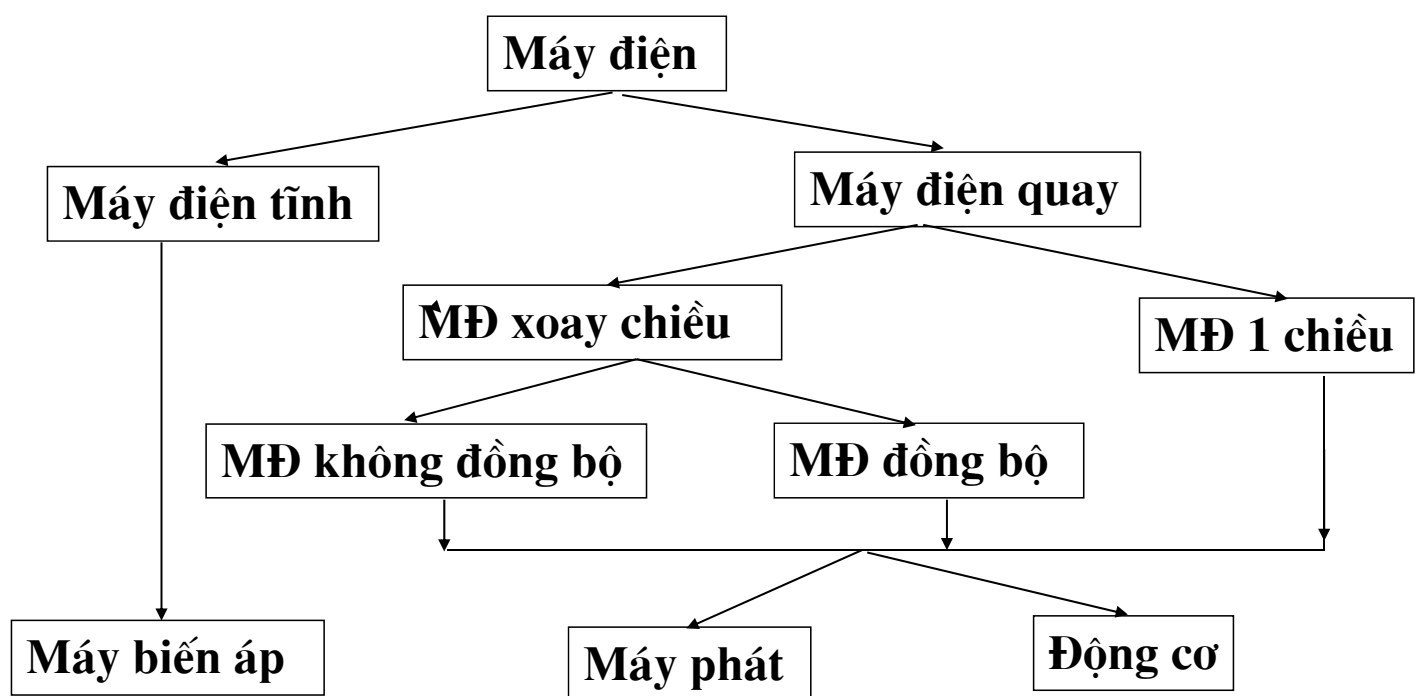 Máy điện
Máy điện tĩnh
Máy điện quay
MĐ xoay chiều
MĐ 1 chiều
MĐ không đồng bộ
MĐ đồng bộ
Máy biến áp
Máy phát
Động cơ